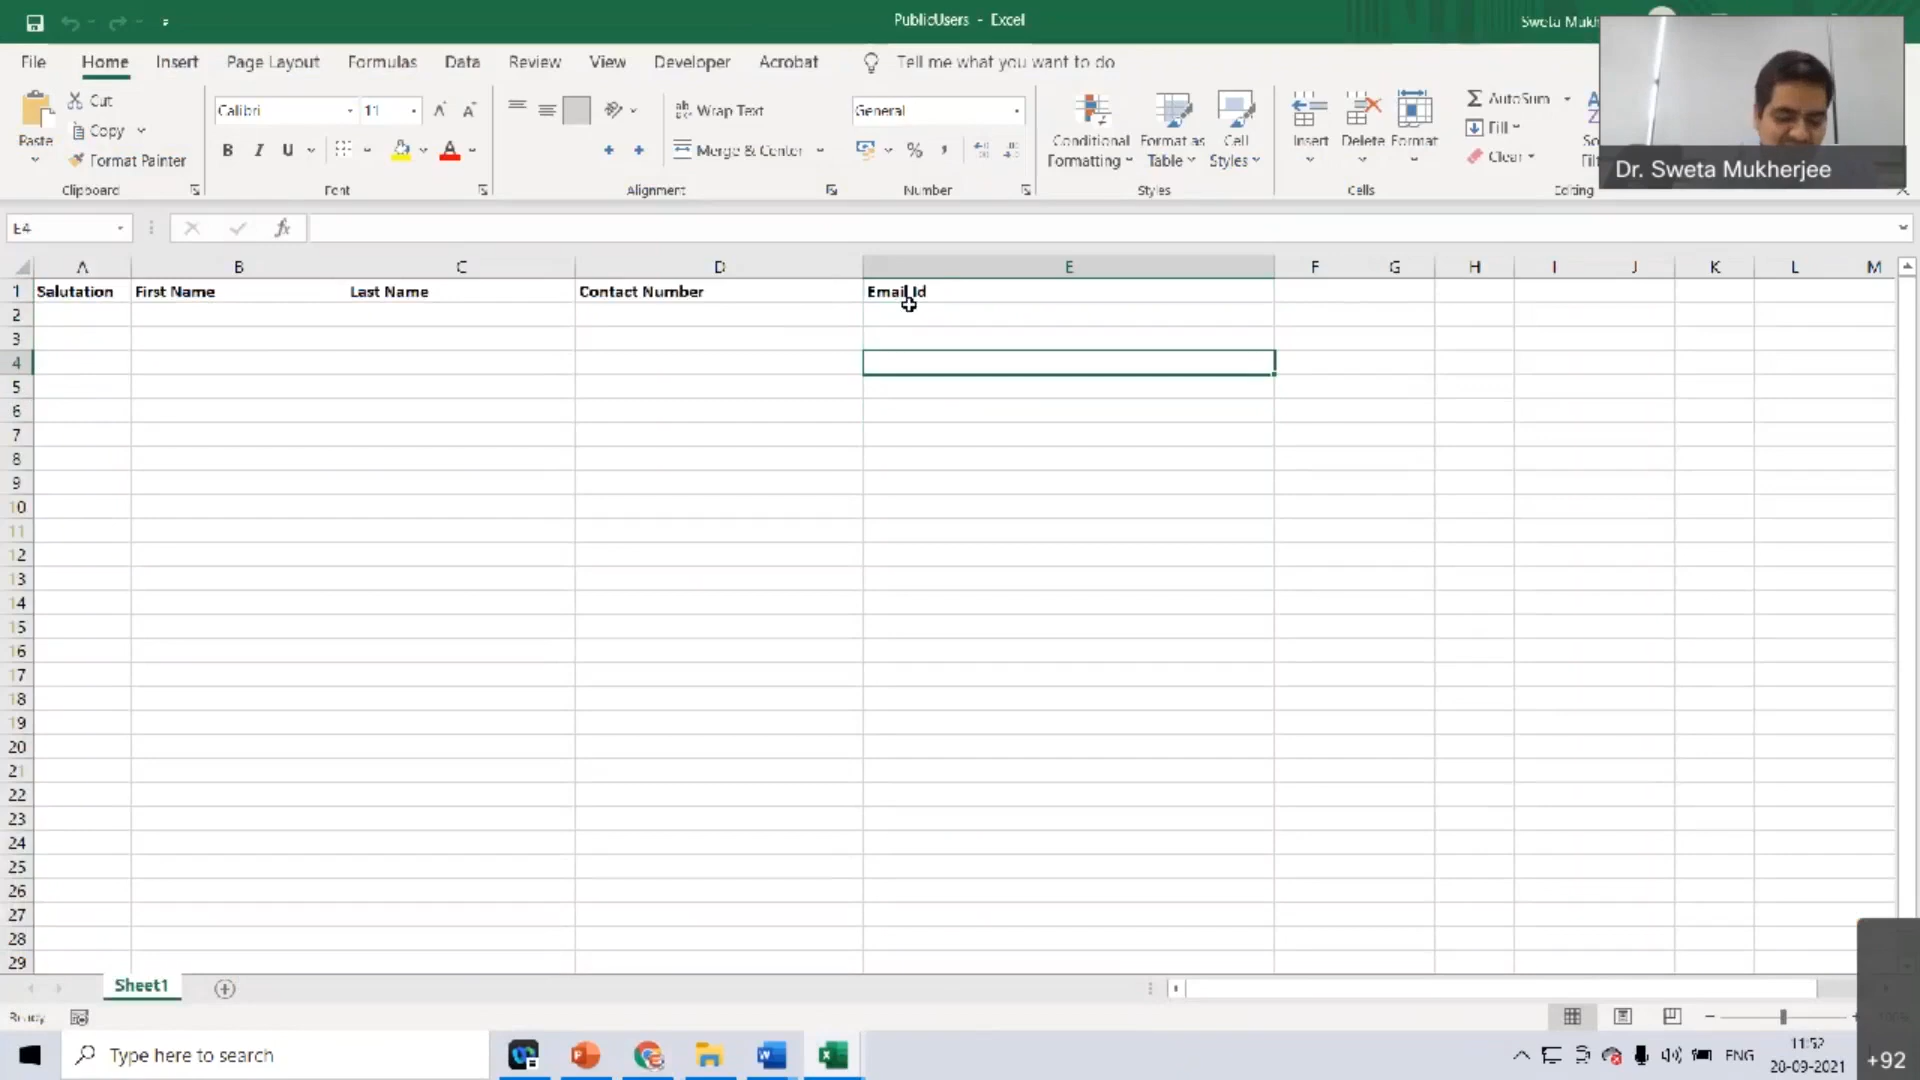 PublicUsers - Excel
Sweta Mukh
File Home Insert Page Layout Formulas Data Review View Developer Acrobat Tell me what you want to do
Cut
Calibri 11
Wrap Text
General
AutoSum
Copy
Fill
Paste
Conditional Formatting
Format as Table
Cell Styles
Insert Delete Format
Format Painter
B I U A
Merge & Center
% ,
Clear
Dr. Sweta Mukherjee
Clipboard Font Alignment Number Styles Cells Editing
E4 fx
A B C D E F G H I J K L M
1 Salutation First Name Last Name Contact Number Email Id
2
3
4
5
6
7
8
9
10
11
12
13
14
15
16
17
18
19
20
21
22
23
24
25
26
27
28
29
Sheet1
Ready
Type here to search
ENG
11:52
28-09-2021
+92